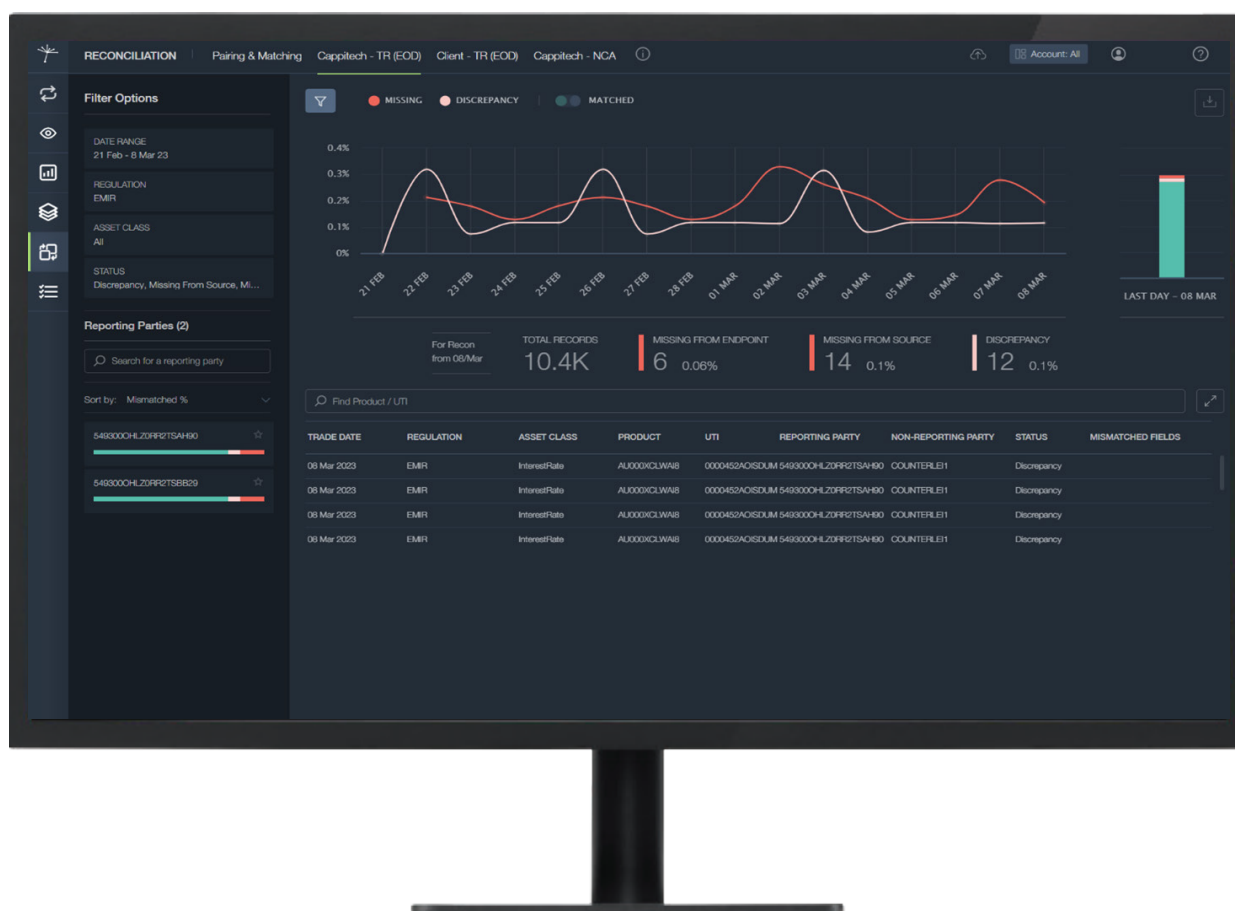 RECONCILIATION Pairing & Matching Cappitech - TR (EOD) Client - TR (EOD) Cappitech - NCA Account: All
Filter Options
DATE RANGE
21 Feb - 8 Mar 23
REGULATION
EMIR
ASSET CLASS
All
STATUS
Discrepancy, Missing From Source, Mi...
Reporting Parties (2)
Search for a reporting party
Sort by: Mismatched %
549300OHLZ0RR2TSAH90
549300OHLZ0RR2TSBB29
MISSING DISCREPANCY MATCHED
0.4%
0.3%
0.2%
0.1%
0%
21 FEB 22 FEB 23 FEB 24 FEB 25 FEB 26 FEB 27 FEB 28 FEB 01 MAR 02 MAR 03 MAR 04 MAR 05 MAR 06 MAR 07 MAR 08 MAR
LAST DAY - 08 MAR
For Recon
from 08/Mar
TOTAL RECORDS
10.4K
MISSING FROM ENDPOINT
6 0.06%
MISSING FROM SOURCE
14 0.1%
DISCREPANCY
12 0.1%
Find Product / UTI
TRADE DATE REGULATION ASSET CLASS PRODUCT UTI REPORTING PARTY NON-REPORTING PARTY STATUS MISMATCHED FIELDS
08 Mar 2023 EMIR InterestRate AU000XCLWAI8 0000452AOISDUM 549300OHLZ0RR2TSAH90 COUNTERLEI1 Discrepancy
08 Mar 2023 EMIR InterestRate AU000XCLWAI8 0000452AOISDUM 549300OHLZ0RR2TSAH90 COUNTERLEI1 Discrepancy
08 Mar 2023 EMIR InterestRate AU000XCLWAI8 0000452AOISDUM 549300OHLZ0RR2TSAH90 COUNTERLEI1 Discrepancy
08 Mar 2023 EMIR InterestRate AU000XCLWAI8 0000452AOISDUM 549300OHLZ0RR2TSAH90 COUNTERLEI1 Discrepancy